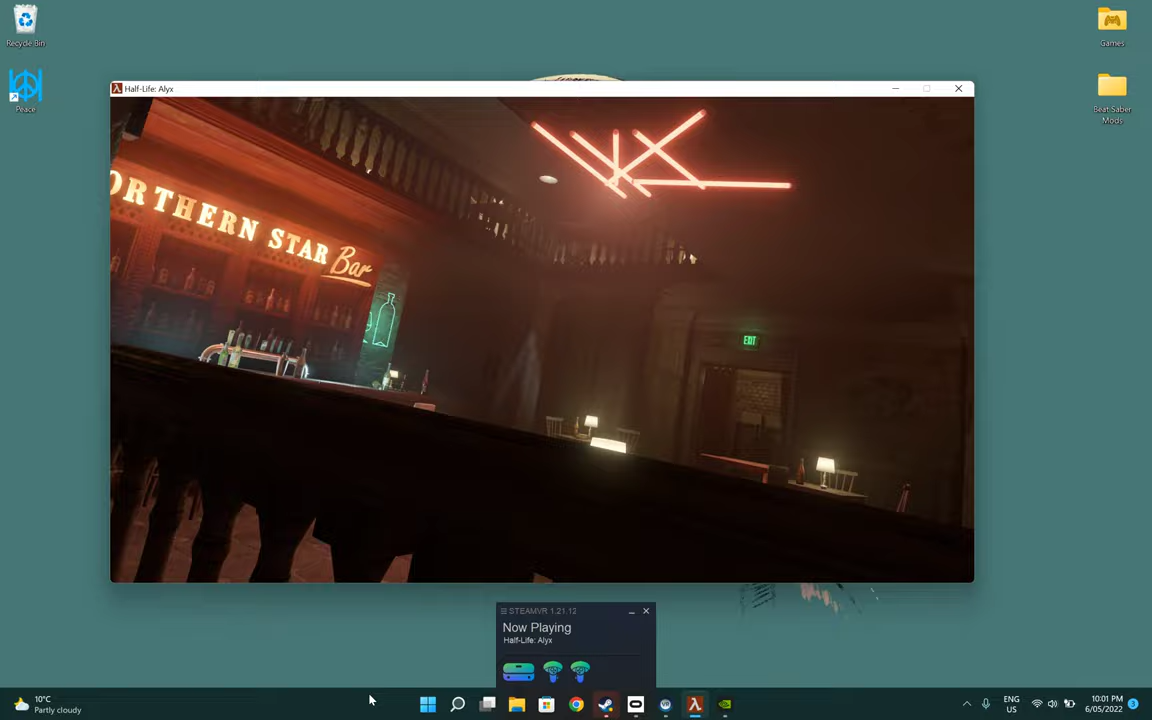 Recycle Bin
Peace
Games
Beat Saber
Mods
Half-Life: Alyx
ORTHERN STAR
Bar
EXIT
STEAMVR 1.21.12
Now Playing
Half-Life: Alyx
10°C
Partly cloudy
ENG
US
10:01 PM
6/05/2022
3